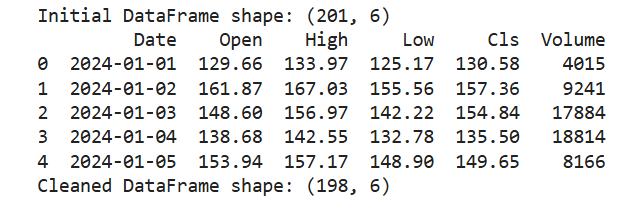 Initial DataFrame shape: (201, 6)
Date Open High Low Cls Volume
0 2024-01-01 129.66 133.97 125.17 130.58 4015
1 2024-01-02 161.87 167.03 155.56 157.36 9241
2 2024-01-03 148.60 156.97 142.22 154.84 17884
3 2024-01-04 138.68 142.55 132.78 135.50 18814
4 2024-01-05 153.94 157.17 148.90 149.65 8166
Cleaned DataFrame shape: (198, 6)